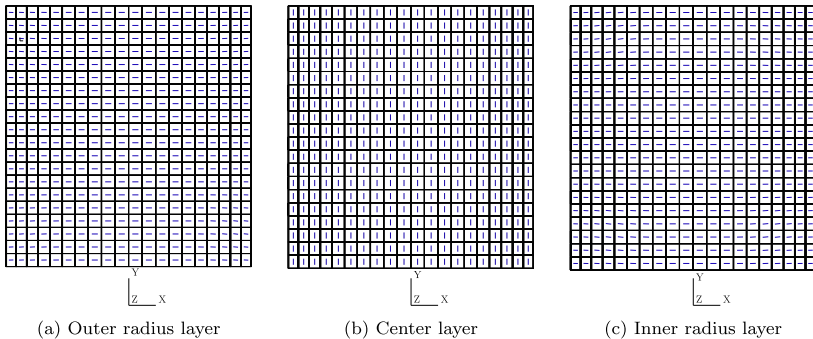 Y
Z X
(a) Outer radius layer
Y
Z X
(b) Center layer
Y
Z X
(c) Inner radius layer